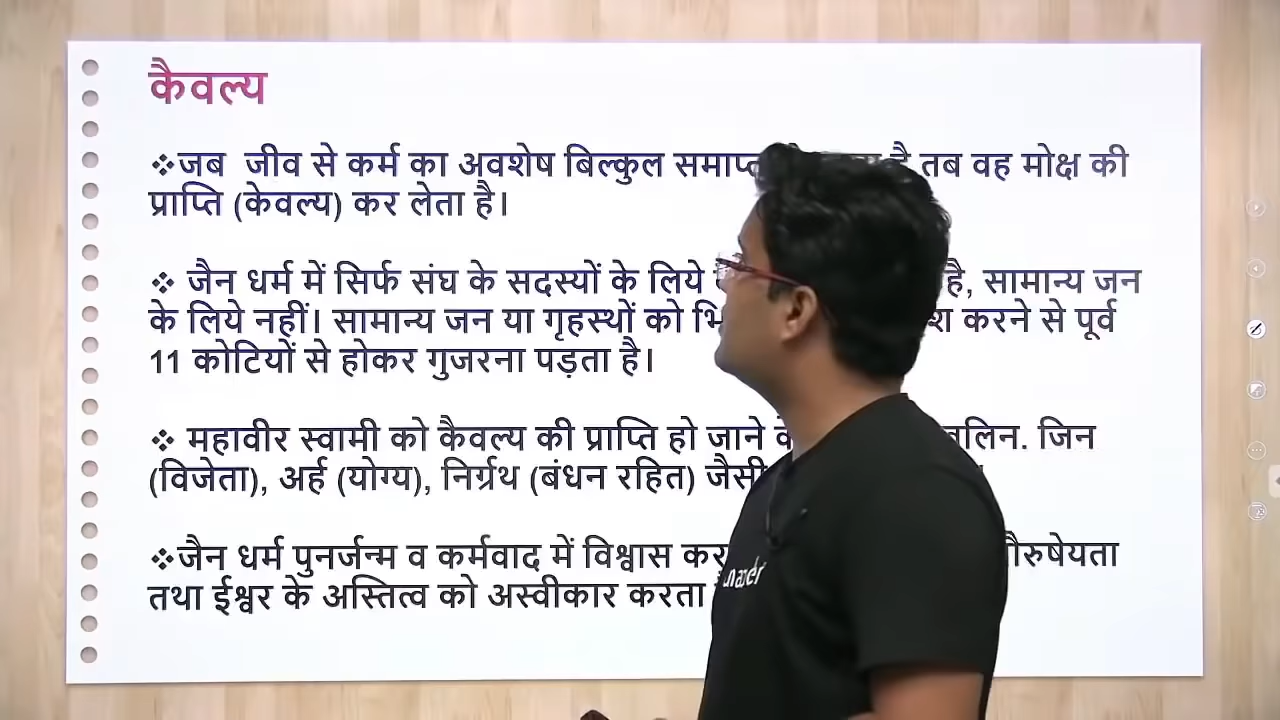 कैवल्य
❖जब जीव से कर्म का अवशेष बिल्कुल समाप्त है तब वह मोक्ष की
प्राप्ति (केवल्य) कर लेता है।
❖ जैन धर्म में सिर्फ संघ के सदस्यों के लिये है, सामान्य जन
के लिये नहीं। सामान्य जन या गृहस्थों को करने से पूर्व
11 कोटियों से होकर गुजरना पड़ता है।
❖ महावीर स्वामी को कैवल्य की प्राप्ति हो जाने जिन
(विजेता), अर्ह (योग्य), निर्ग्रथ (बंधन रहित) जैसी
❖जैन धर्म पुनर्जन्म व कर्मवाद में विश्वास
तथा ईश्वर के अस्तित्व को अस्वीकार करता